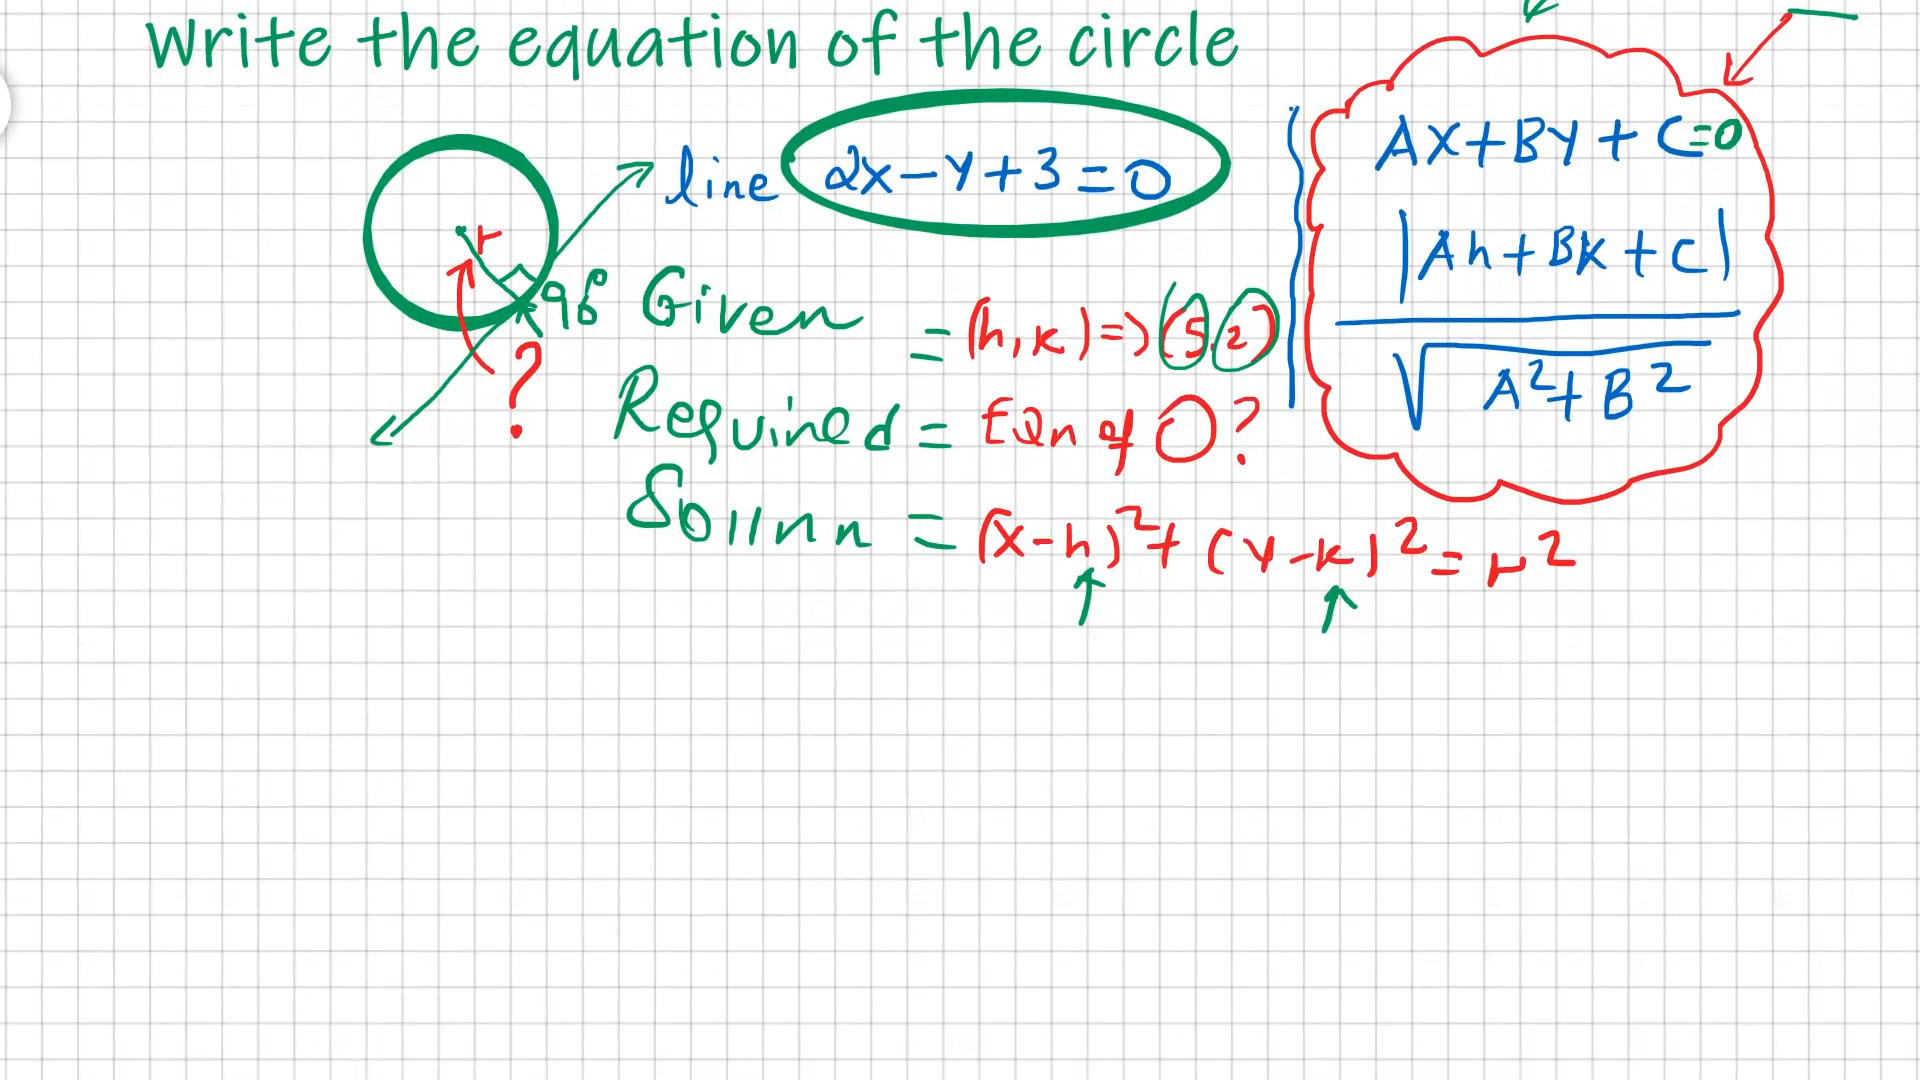 Write the equation of the circle
line 2x-y+3=0
r
90°
?
Given = (h,k) => (5,2)
Required = EQn of O?
= (x-h)²+(y-k)²=r²
Ax+By+C=0
|Ah+Bk+C|
√A²+B²